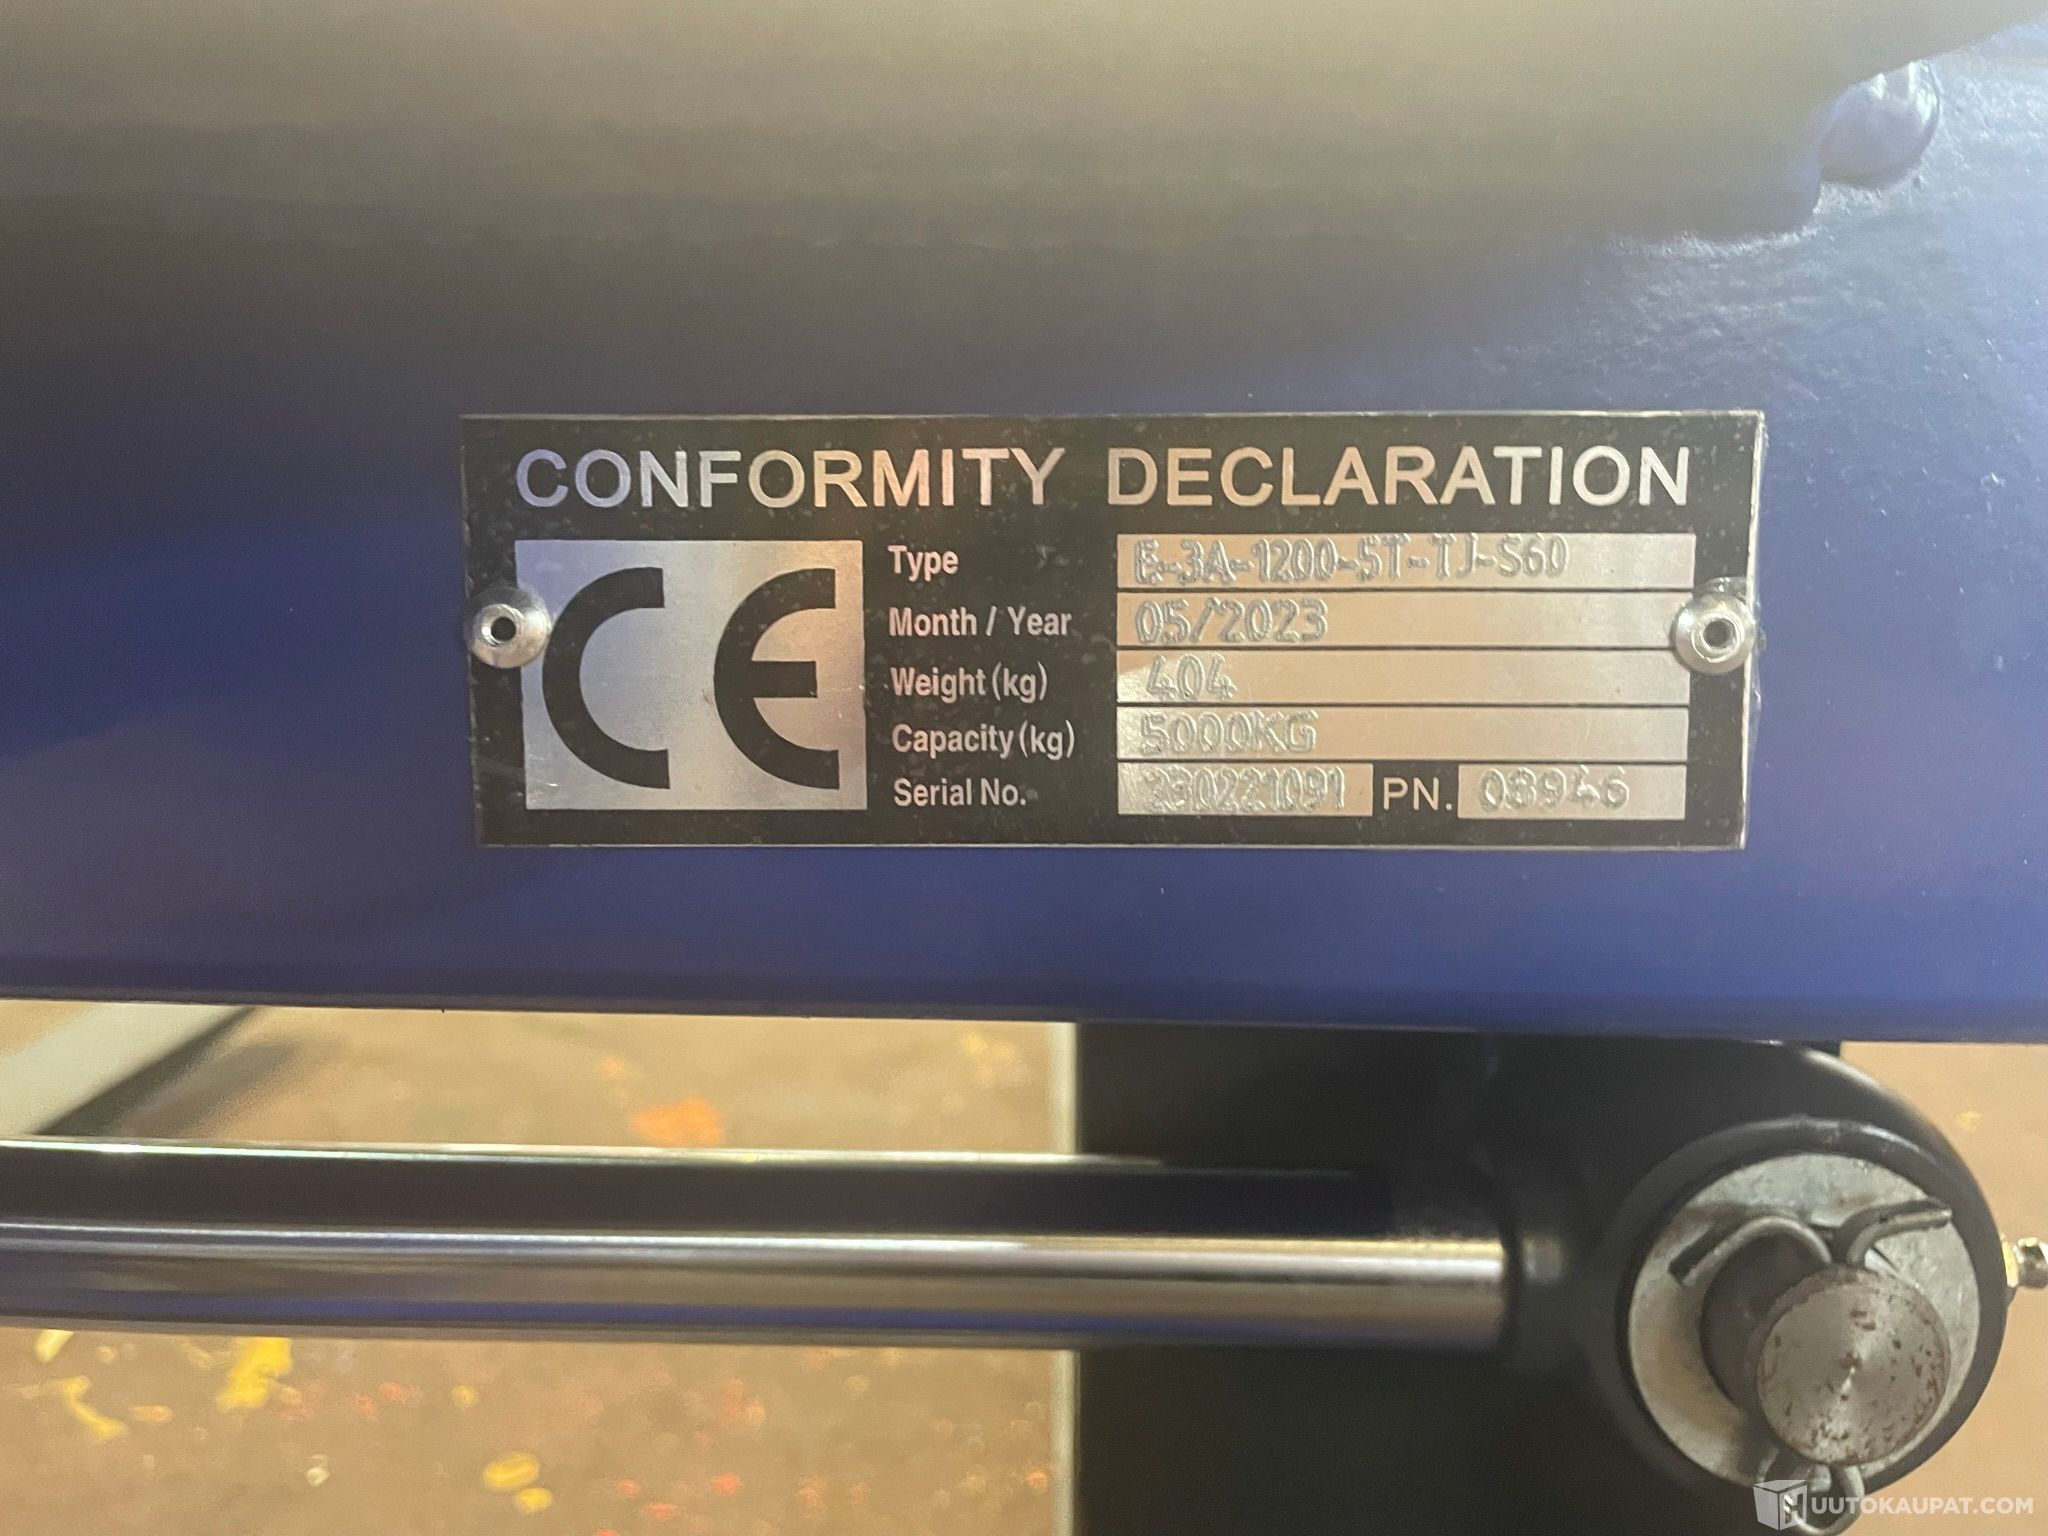 CONFORMITY DECLARATION
CE
Type E-3A-1200-5T-TJ-S60
Month / Year 05/2023
Weight (kg) 404
Capacity (kg) 5000KG
Serial No. 230221091 PN. 08946
HUUTOKAUPAT.COM